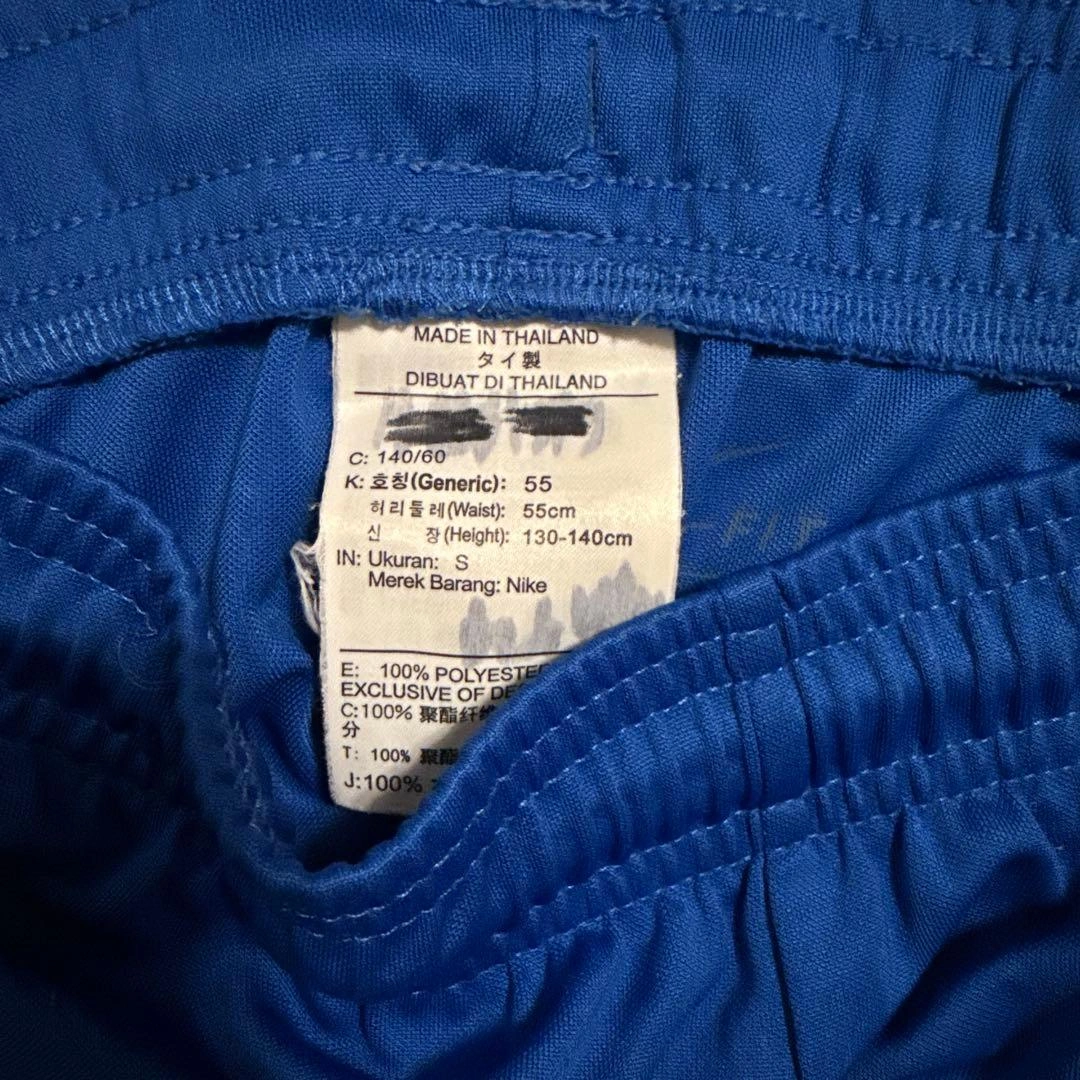 MADE IN THAILAND
タイ製
DIBUAT DI THAILAND
C: 140/60
K: 호칭(Generic): 55
허리둘레(Waist): 55cm
신 장(Height): 130-140cm
IN: Ukuran: S
Merek Barang: Nike
E: 100% POLYESTE
EXCLUSIVE OF DE
C:100% 聚酯纤维
分
T: 100% 聚酯
J:100%